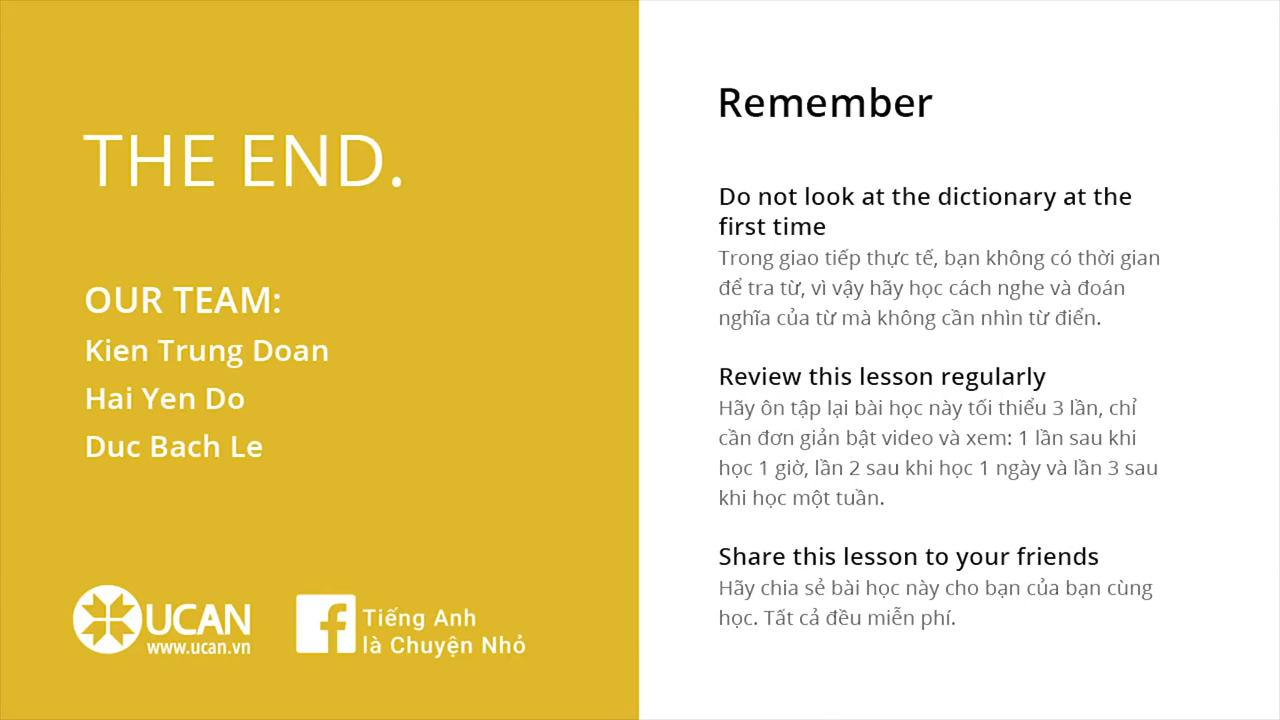 THE END.
OUR TEAM:
Kien Trung Doan
Hai Yen Do
Duc Bach Le
UCAN
www.ucan.vn
Tiếng Anh
là Chuyện Nhỏ
Remember
Do not look at the dictionary at the
first time
Trong giao tiếp thực tế, bạn không có thời gian
để tra từ, vì vậy hãy học cách nghe và đoán
nghĩa của từ mà không cần nhìn từ điển.
Review this lesson regularly
Hãy ôn tập lại bài học này tối thiểu 3 lần, chỉ
cần đơn giản bật video và xem: 1 lần sau khi
học 1 giờ, lần 2 sau khi học 1 ngày và lần 3 sau
khi học một tuần.
Share this lesson to your friends
Hãy chia sẻ bài học này cho bạn của bạn cùng
học. Tất cả đều miễn phí.